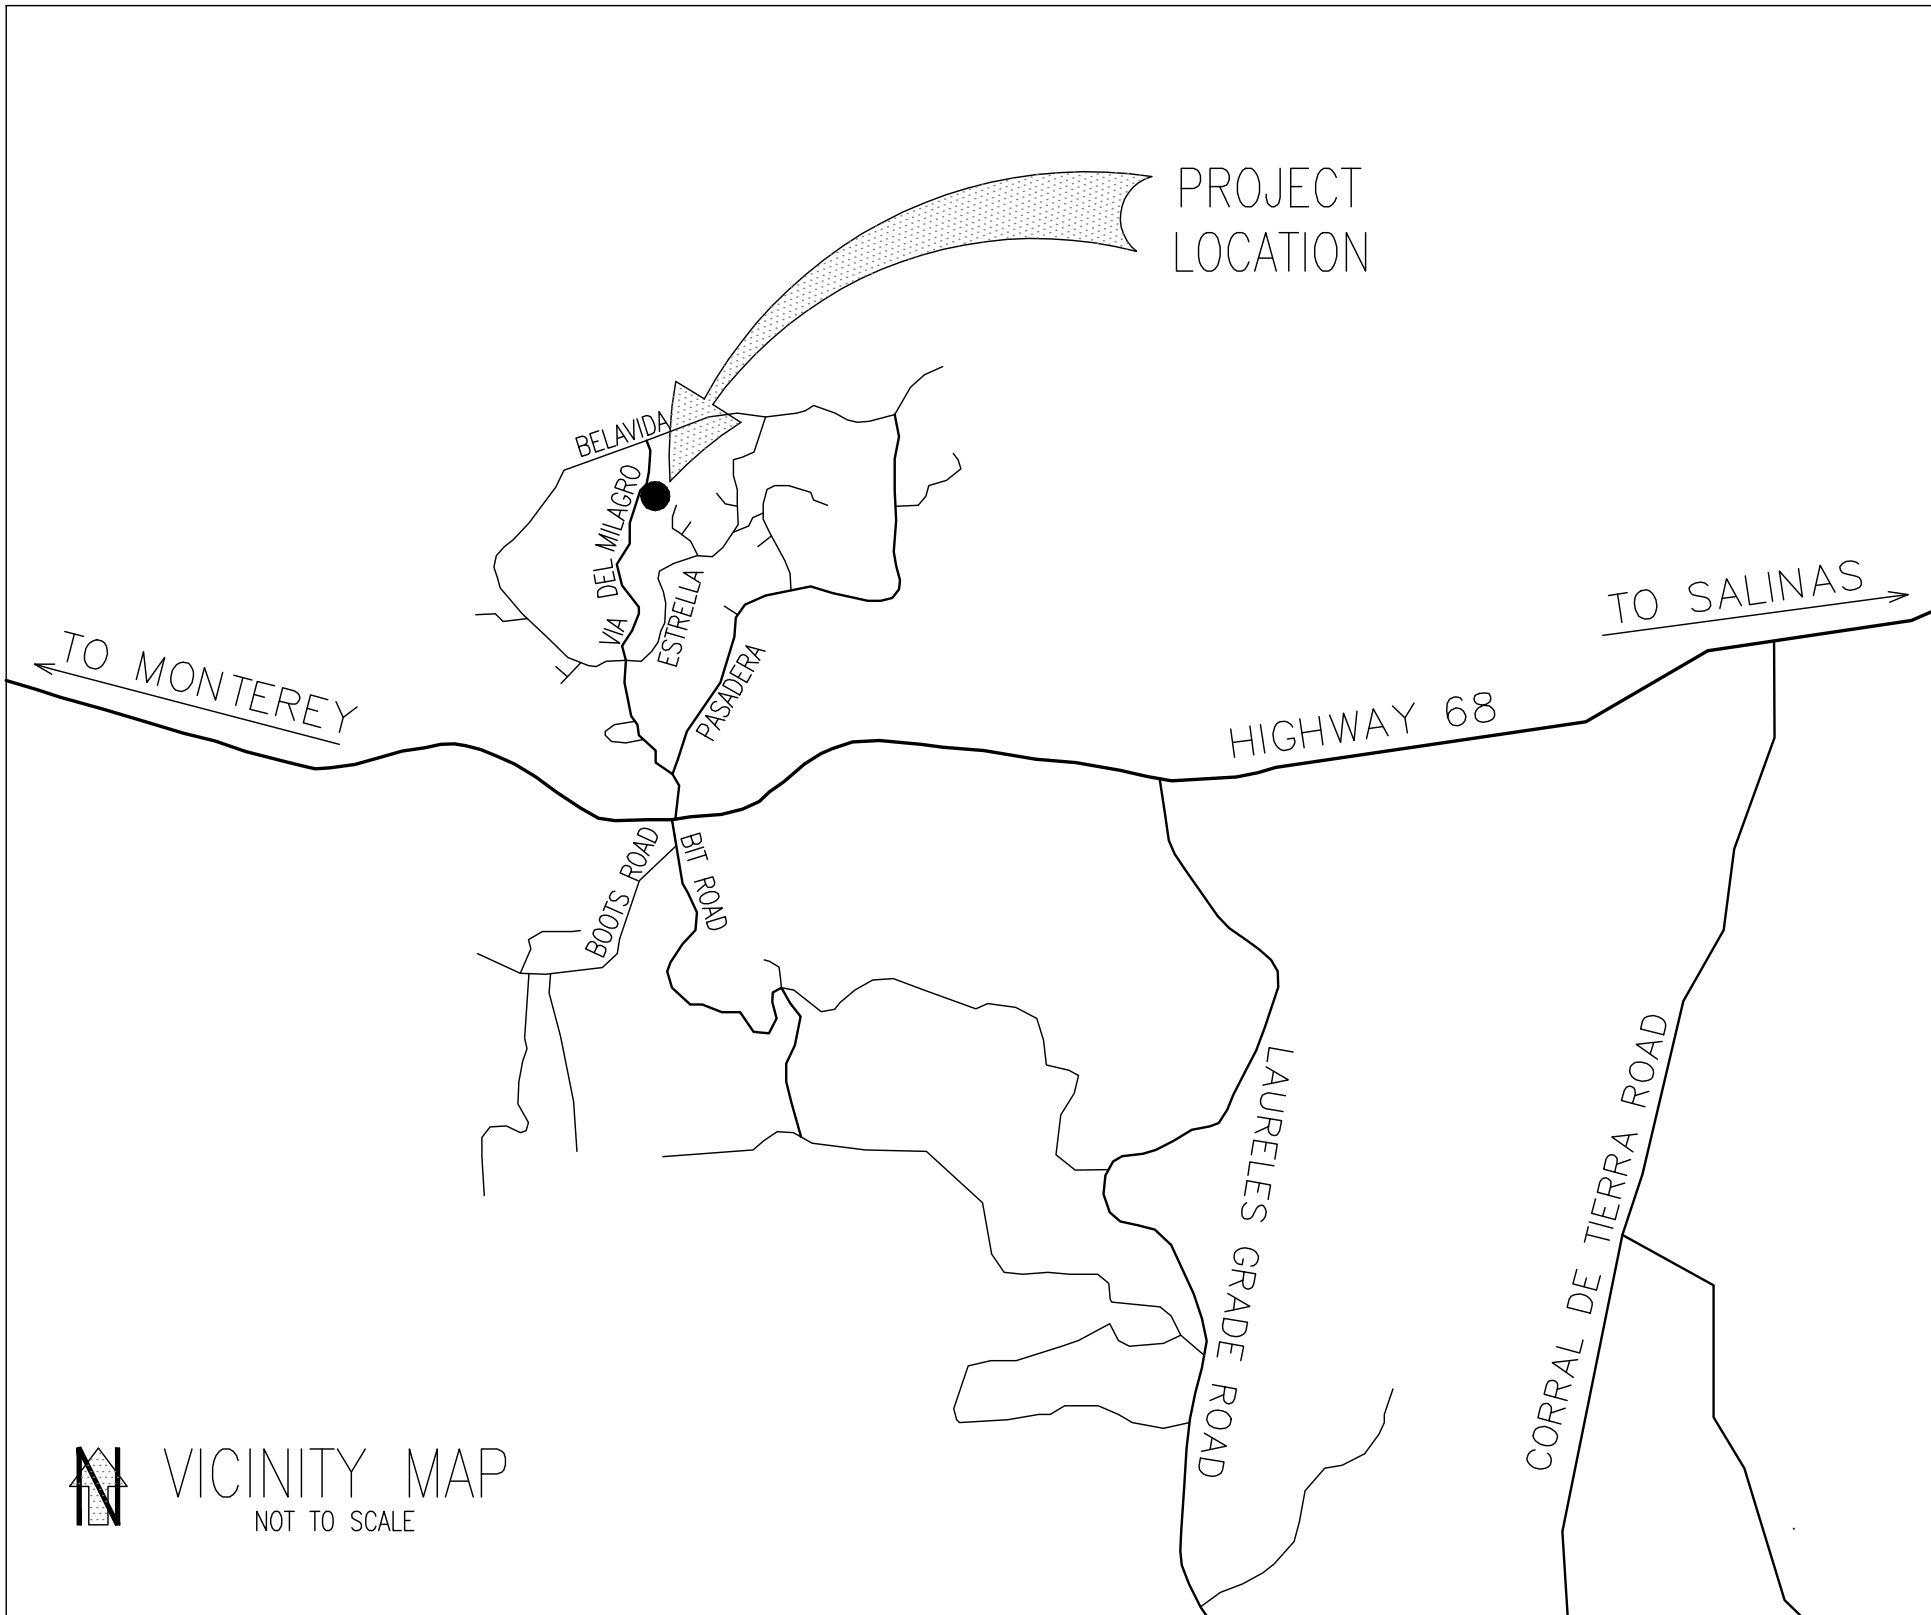 PROJECT
LOCATION
BELAVIDA
VIA DEL MILAGRO
ESTRELLA
PASADERA
TO SALINAS
TO MONTEREY
HIGHWAY 68
BOOTS ROAD
BIT ROAD
LAURELES GRADE ROAD
CORRAL DE TIERRA ROAD
N
VICINITY MAP
NOT TO SCALE